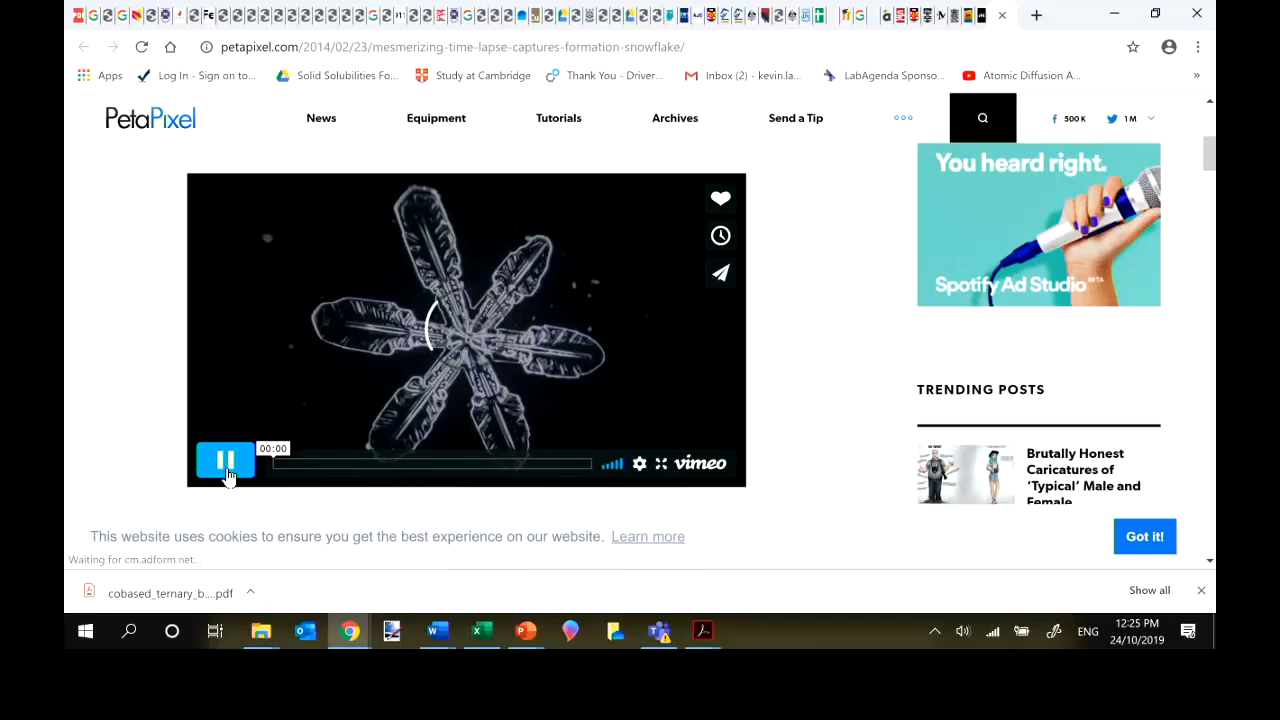 petapixel.com/2014/02/23/mesmerizing-time-lapse-captures-formation-snowflake/
Apps Log In - Sign on to... Solid Solubilities Fo... Study at Cambridge Thank You - Driver... Inbox (2) - kevin.la... LabAgenda Sponso... Atomic Diffusion A... »
PetaPixel News Equipment Tutorials Archives Send a Tip 500 K 1 M
You heard right.
Spotify Ad Studio BETA
TRENDING POSTS
00:00
vimeo
Brutally Honest
Caricatures of
‘Typical’ Male and
Female
This website uses cookies to ensure you get the best experience on our website. Learn more
Got it!
Waiting for cm.adform.net...
cobased_ternary_b....pdf
Show all
ENG
12:25 PM
24/10/2019